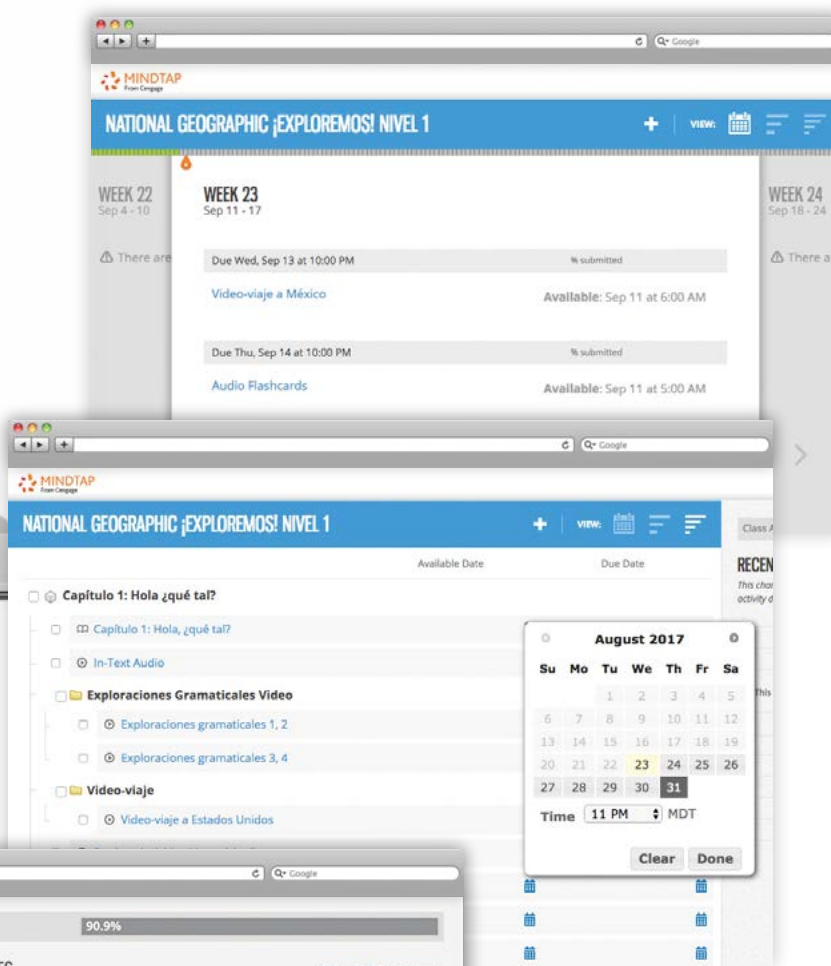 Google
MINDTAP
From Cengage
NATIONAL GEOGRAPHIC ¡EXPLOREMOS! NIVEL 1
VIEW:
WEEK 22
Sep 4 - 10
There are
WEEK 23
Sep 11 - 17
Due Wed, Sep 13 at 10:00 PM % submitted
Video-viaje a México Available: Sep 11 at 6:00 AM
Due Thu, Sep 14 at 10:00 PM % submitted
Audio Flashcards Available: Sep 11 at 5:00 AM
WEEK 24
Sep 18 - 24
There a
Google
MINDTAP
From Cengage
NATIONAL GEOGRAPHIC ¡EXPLOREMOS! NIVEL 1
VIEW:
Available Date Due Date
Capítulo 1: Hola ¿qué tal?
Capítulo 1: Hola, ¿qué tal?
In-Text Audio
Exploraciones Gramaticales Video
Exploraciones gramaticales 1, 2
Exploraciones gramaticales 3, 4
Video-viaje
Video-viaje a Estados Unidos
August 2017
Su Mo Tu We Th Fr Sa
1 2 3 4 5
6 7 8 9 10 11 12
13 14 15 16 17 18 19
20 21 22 23 24 25 26
27 28 29 30 31
Time 11 PM MDT
Clear Done
Class A
RECEN
This char
activity d
This
Google
90.9%